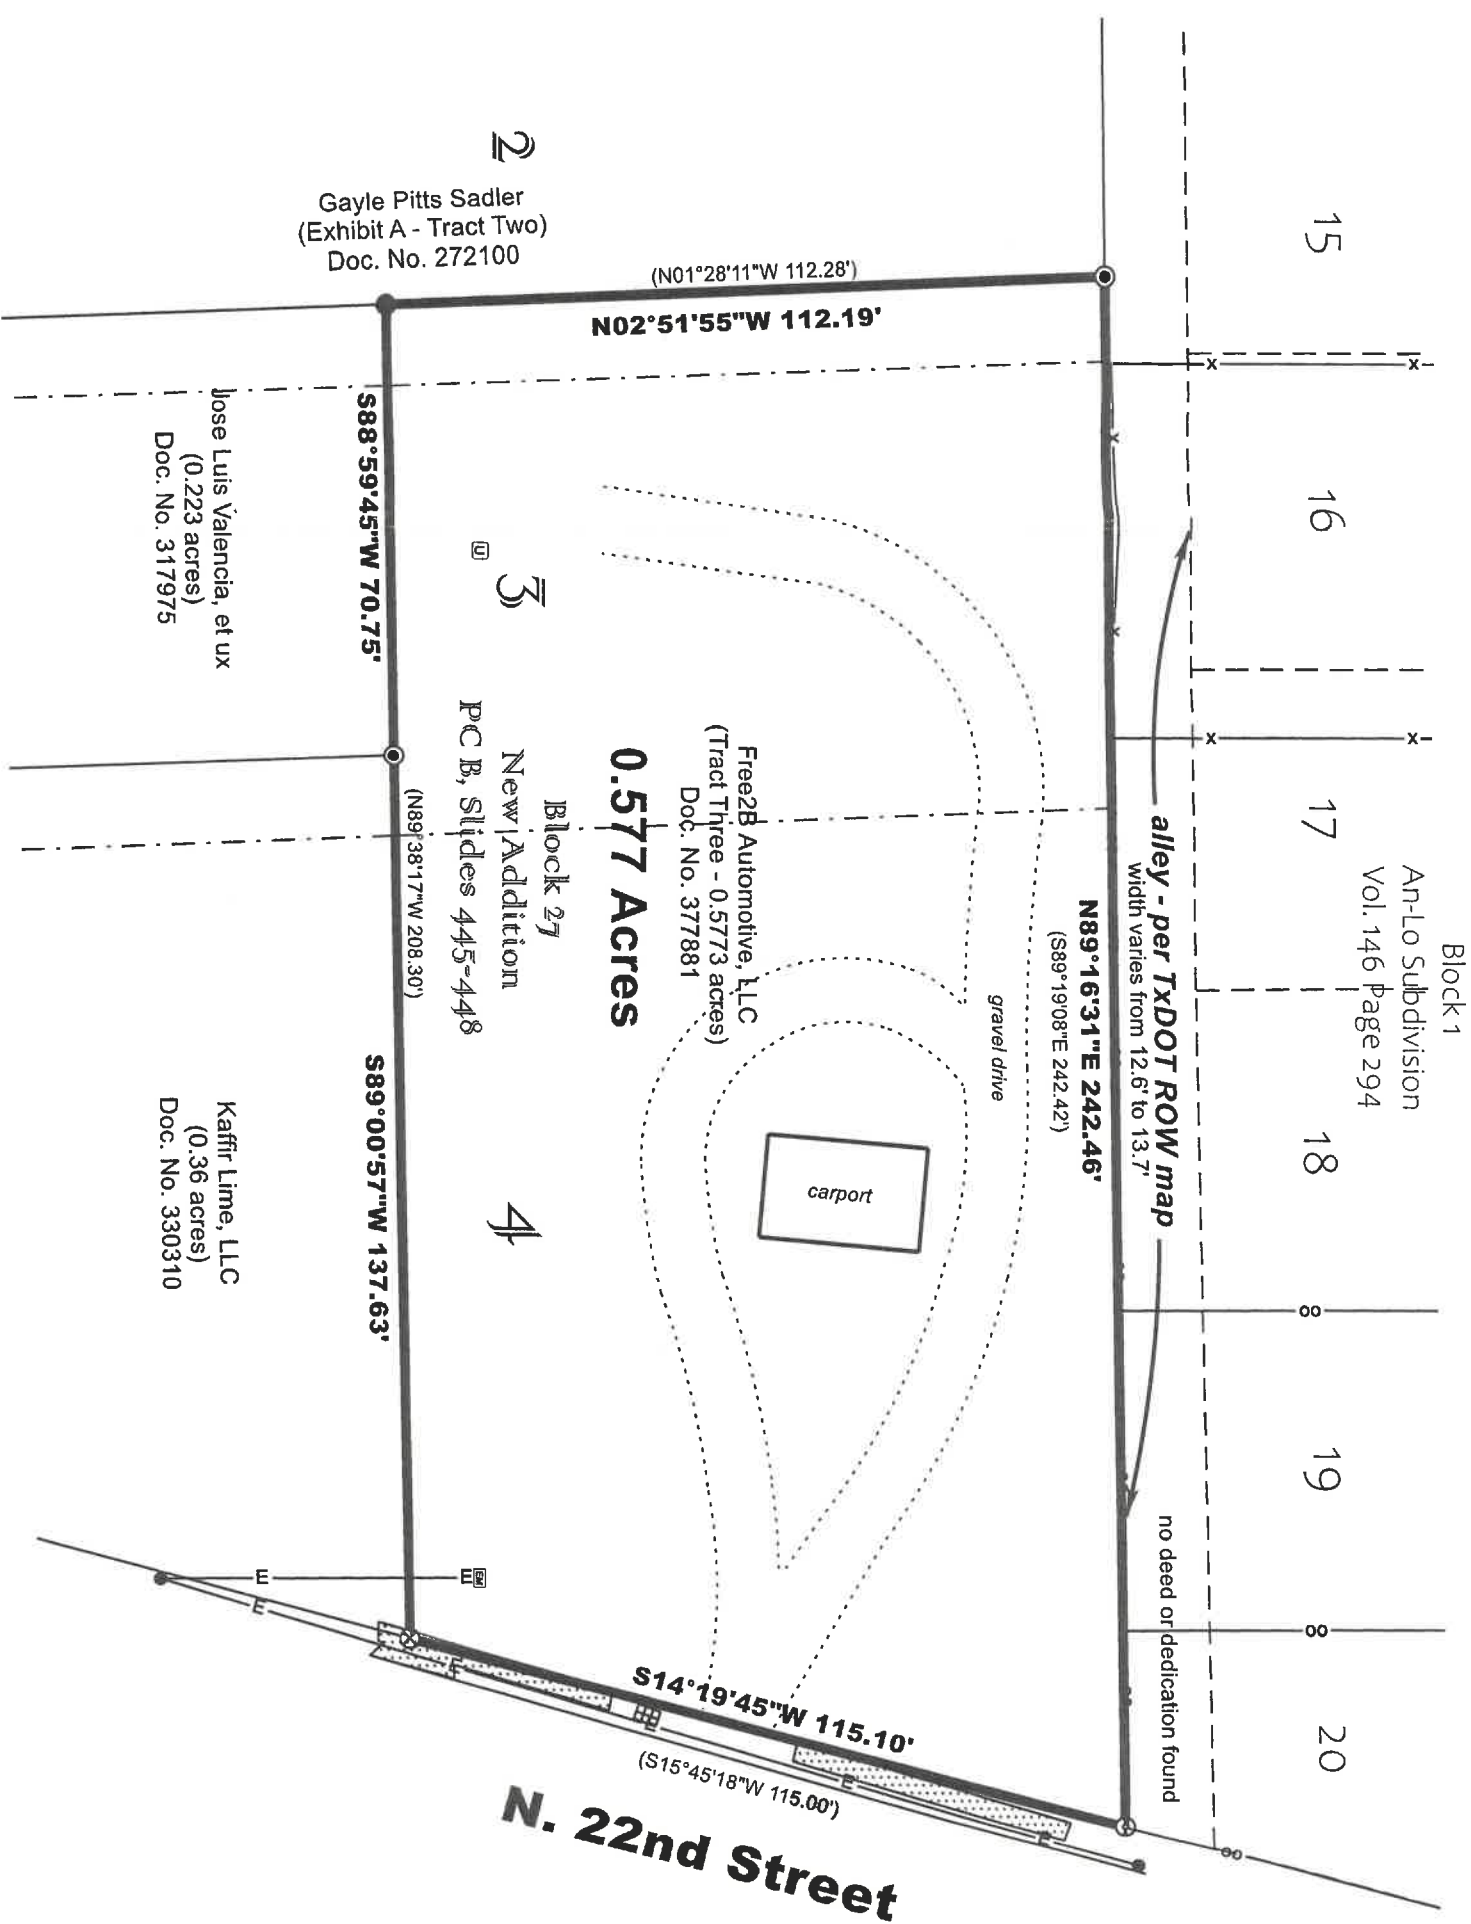 Block 1
An-Lo Subdivision
Vol. 146 Page 294
15
16
17
18
19
20
alley - per TxDOT ROW map
width varies from 12.6' to 13.7'
no deed or dedication found
N89°16'31"E 242.46'
(S89°19'08"E 242.42')
gravel drive
carport
2
Gayle Pitts Sadler
(Exhibit A - Tract Two)
Doc. No. 272100
(N01°28'11"W 112.28')
N02°51'55"W 112.19'
Free2B Automotive, LLC
(Tract Three - 0.5773 acres)
Doc. No. 377881
0.577 Acres
Block 27
New Addition
PC B, Slides 445-448
3
4
U
(N89°38'17"W 208.30')
S88°59'45"W 70.75'
S89°00'57"W 137.63'
Jose Luis Valencia, et ux
(0.223 acres)
Doc. No. 317975
Kaffir Lime, LLC
(0.36 acres)
Doc. No. 330310
S14°19'45"W 115.10'
(S15°45'18"W 115.00')
N. 22nd Street
E
E
E
EM
E
E
E
E
x
x
x
x
x
x